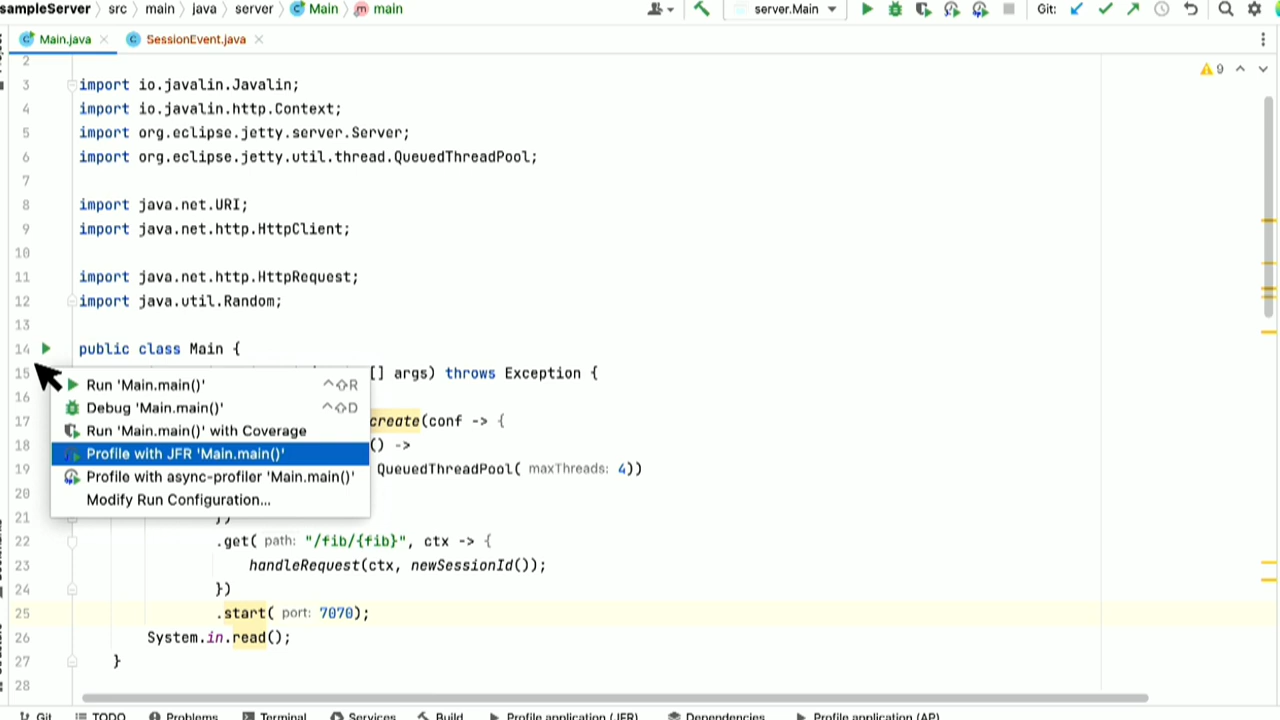 sampleServer 〉 src 〉 main 〉 java 〉 server 〉 Main 〉 main
server.Main
Git:
Main.java
SessionEvent.java
9
2
3 import io.javalin.Javalin;
4 import io.javalin.http.Context;
5 import org.eclipse.jetty.server.Server;
6 import org.eclipse.jetty.util.thread.QueuedThreadPool;
7
8 import java.net.URI;
9 import java.net.http.HttpClient;
10
11 import java.net.http.HttpRequest;
12 import java.util.Random;
13
14 public class Main {
15 [] args) throws Exception {
Run 'Main.main()' ^⇧R
16
Debug 'Main.main()' ^⇧D
17 create(conf -> {
Run 'Main.main()' with Coverage
18 () ->
Profile with JFR 'Main.main()'
19 QueuedThreadPool( maxThreads: 4))
Profile with async-profiler 'Main.main()'
20
Modify Run Configuration...
21 })
22 .get( path: "/fib/{fib}", ctx -> {
23 handleRequest(ctx, newSessionId());
24 })
25 .start( port: 7070);
26 System.in.read();
27 }
28
Git TODO Problems Terminal Services Build Profile application (JFR) Dependencies Profile application (AP)